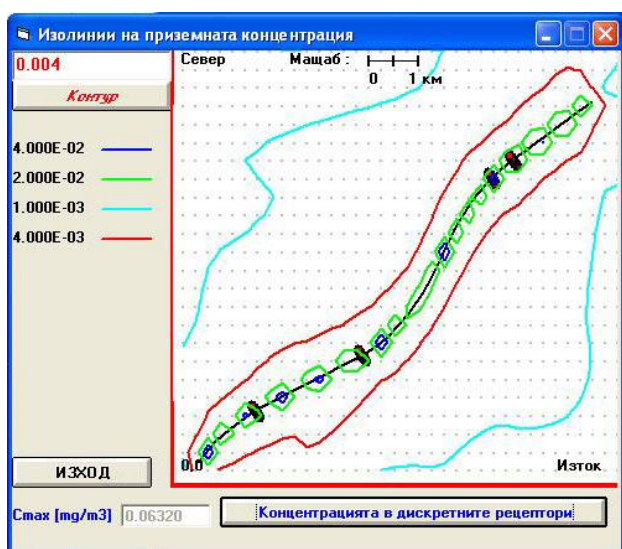 Изолинии на приземната концентрация
0.004
Контур
4.000E-02
2.000E-02
1.000E-03
4.000E-03
Север Мащаб :
0 1 км
0.0 Изток
ИЗХОД
Cmax [mg/m3] 0.06320
Концентрацията в дискретните рецептори